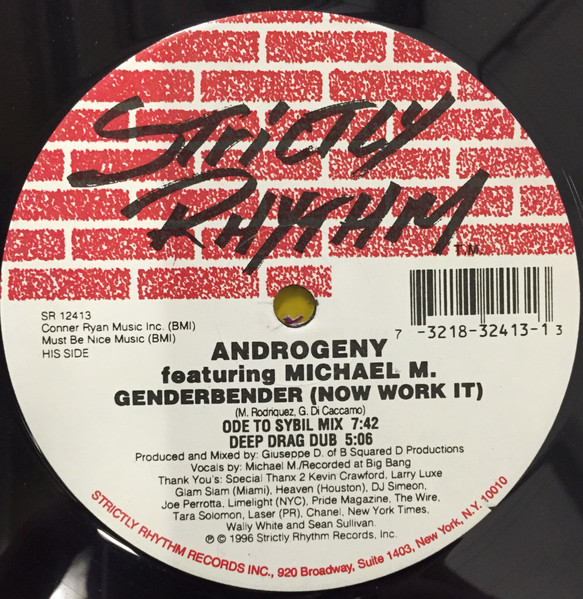 STRICTLY
RHYTHM
TM
SR 12413
Conner Ryan Music Inc. (BMI)
Must Be Nice Music (BMI)
HIS SIDE
7 -3218-32413-1 3
ANDROGENY
featuring MICHAEL M.
GENDERBENDER (NOW WORK IT)
(M. Rodriquez, G. Di Caccamo)
ODE TO SYBIL MIX 7:42
DEEP DRAG DUB 5:06
Produced and Mixed by: Giuseppe D. of B Squared D Productions
Vocals by: Michael M./Recorded at Big Bang
Thank You's: Special Thanx 2 Kevin Crawford, Larry Luxe
Glam Slam (Miami), Heaven (Houston), DJ Simeon,
Joe Perrotta, Limelight (NYC), Pride Magazine, The Wire,
Tara Solomon, Laser (PR), Chanel, New York Times,
Wally White and Sean Sullivan.
℗ © 1996 Strictly Rhythm Records, Inc.
STRICTLY RHYTHM RECORDS INC., 920 Broadway, Suite 1403, New York, N.Y. 10010